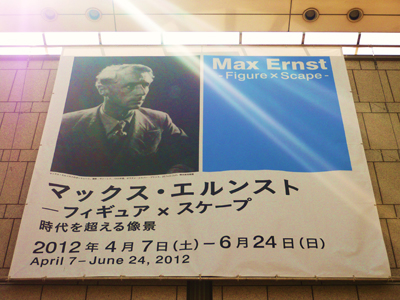 Max Ernst
- Figure × Scape -
マックス・エルンスト
―フィギュア × スケープ
時代を超える像景
2012年4月7日(土)－6月24日(日)
April 7－June 24, 2012